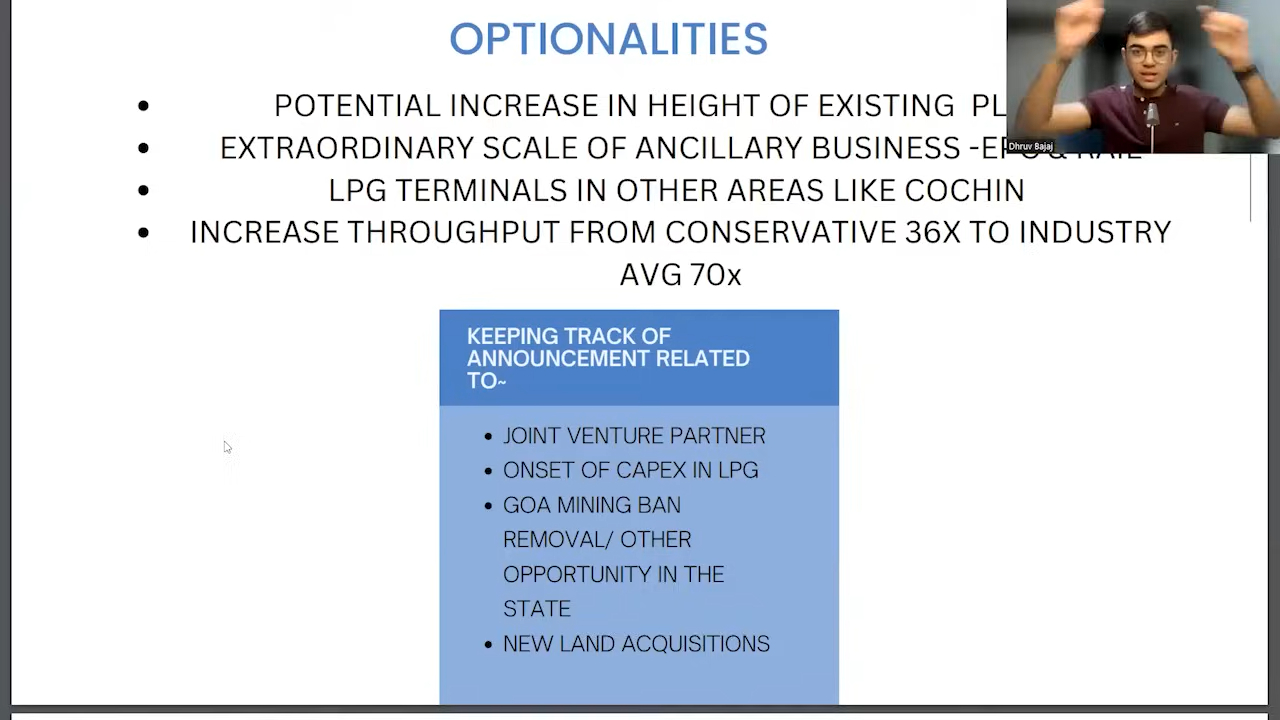 OPTIONALITIES
POTENTIAL INCREASE IN HEIGHT OF EXISTING
EXTRAORDINARY SCALE OF ANCILLARY BUSINESS
LPG TERMINALS IN OTHER AREAS LIKE COCHIN
INCREASE THROUGHPUT FROM CONSERVATIVE 36X TO INDUSTRY
AVG 70x
KEEPING TRACK OF
ANNOUNCEMENT RELATED
TO~
JOINT VENTURE PARTNER
ONSET OF CAPEX IN LPG
GOA MINING BAN
REMOVAL/ OTHER
OPPORTUNITY IN THE
STATE
NEW LAND ACQUISITIONS
Dhruv Bajaj